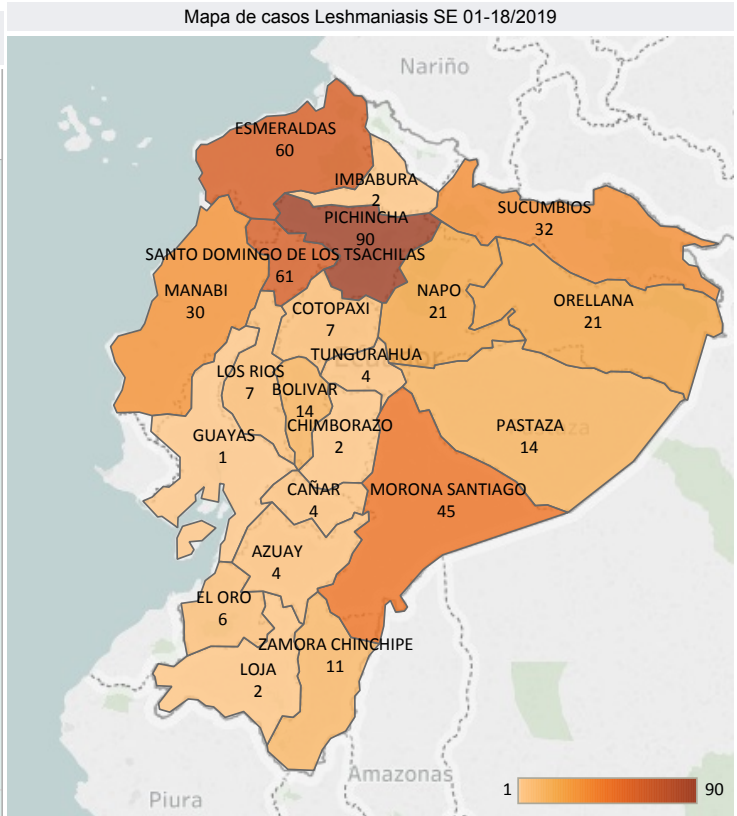 Mapa de casos Leshmaniasis SE 01-18/2019
Nariño
ESMERALDAS
60
IMBABURA
2
SUCUMBIOS
32
PICHINCHA
90
SANTO DOMINGO DE LOS TSACHILAS
61
MANABI
30
NAPO
21
ORELLANA
21
COTOPAXI
7
TUNGURAHUA
4
Ecuador
LOS RIOS
7
BOLIVAR
14
CHIMBORAZO
2
GUAYAS
1
PASTAZA
14
CAÑAR
4
MORONA SANTIAGO
45
AZUAY
4
EL ORO
6
ZAMORA CHINCHIPE
11
LOJA
2
Amazonas
Piura
1 90